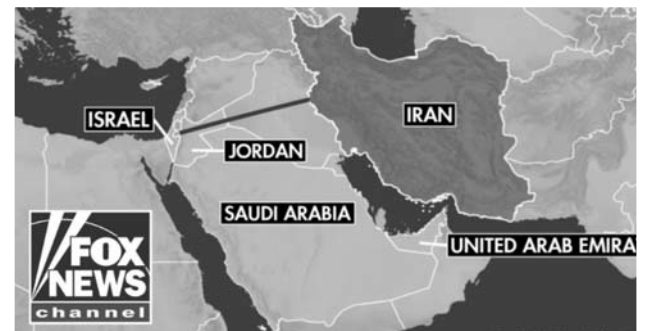 ISRAEL
IRAN
JORDAN
SAUDI ARABIA
UNITED ARAB EMIRA
FOX
NEWS
channel